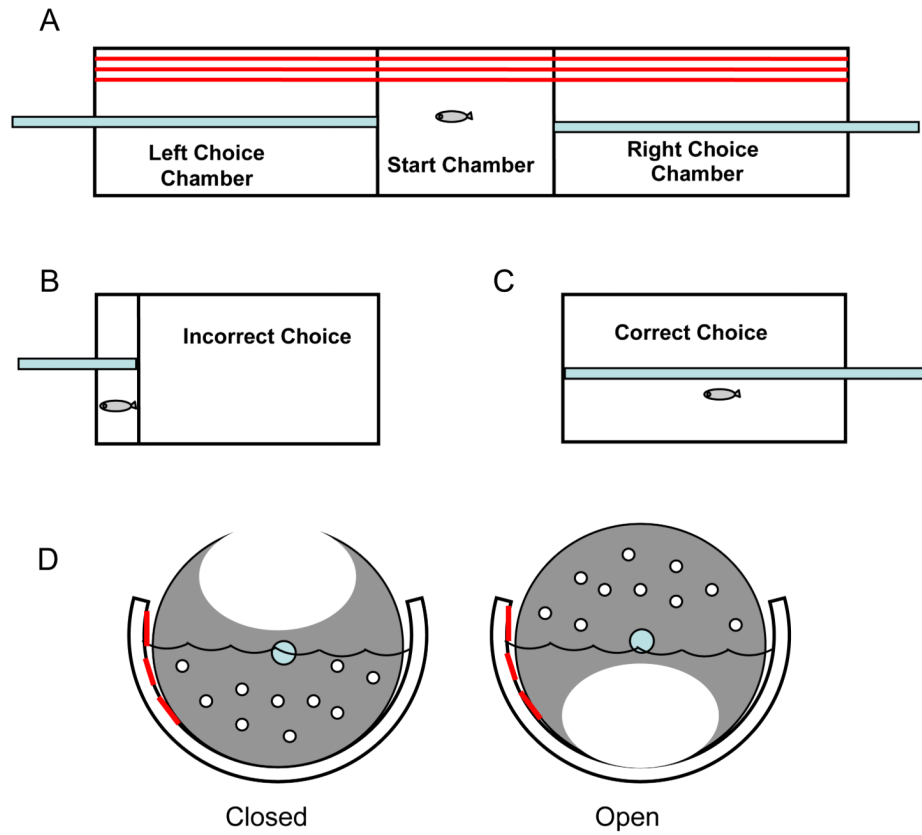 A
Left Choice
Chamber
Start Chamber
Right Choice
Chamber
B
Incorrect Choice
C
Correct Choice
D
Closed
Open